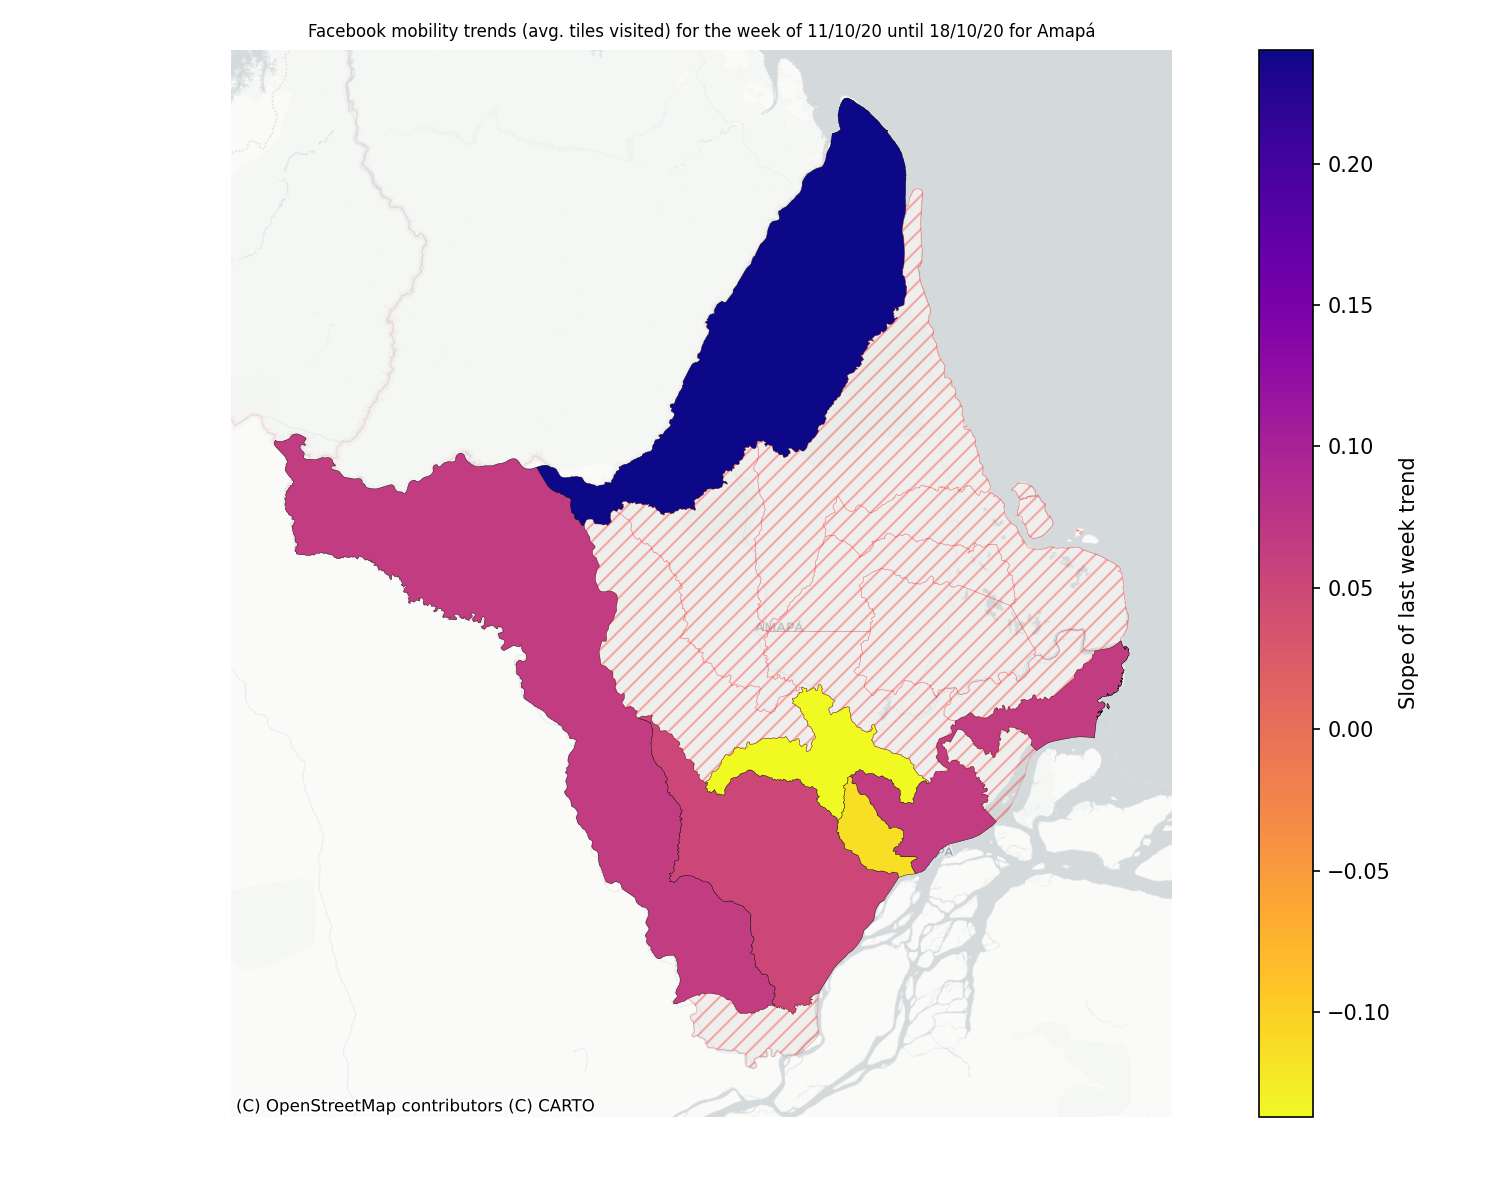 Facebook mobility trends (avg. tiles visited) for the week of 11/10/20 until 18/10/20 for Amapá
0.20
0.15
0.10
0.05
0.00
−0.05
−0.10
Slope of last week trend
AMAPÁ
(C) OpenStreetMap contributors (C) CARTO